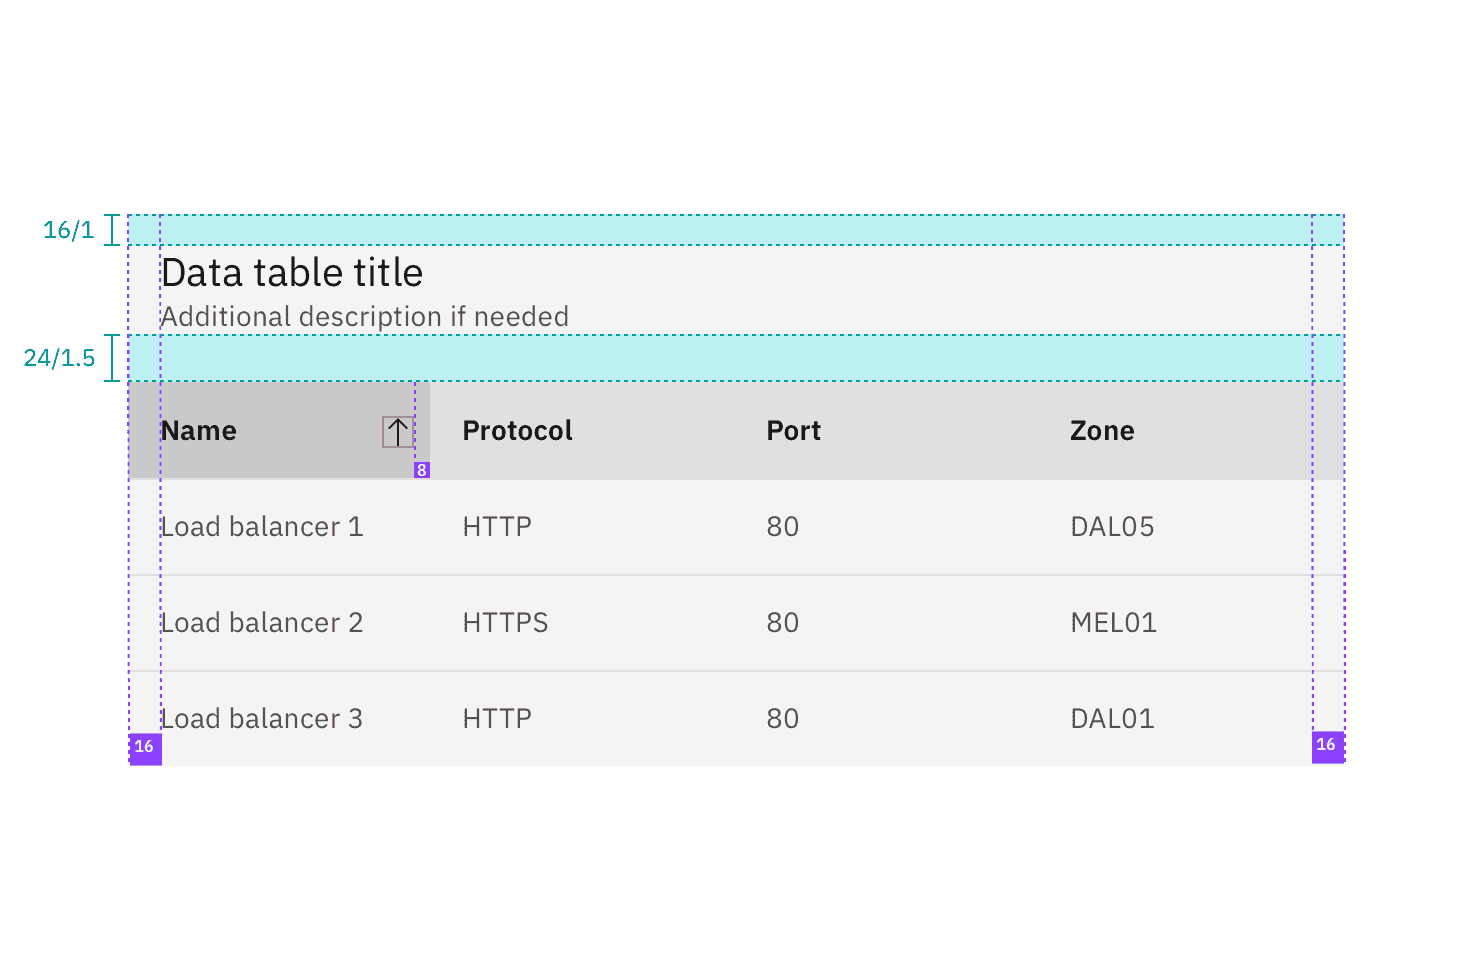 16/1
Data table title
Additional description if needed
24/1.5
Name Protocol Port Zone
8
Load balancer 1 HTTP 80 DAL05
Load balancer 2 HTTPS 80 MEL01
Load balancer 3 HTTP 80 DAL01
16 16